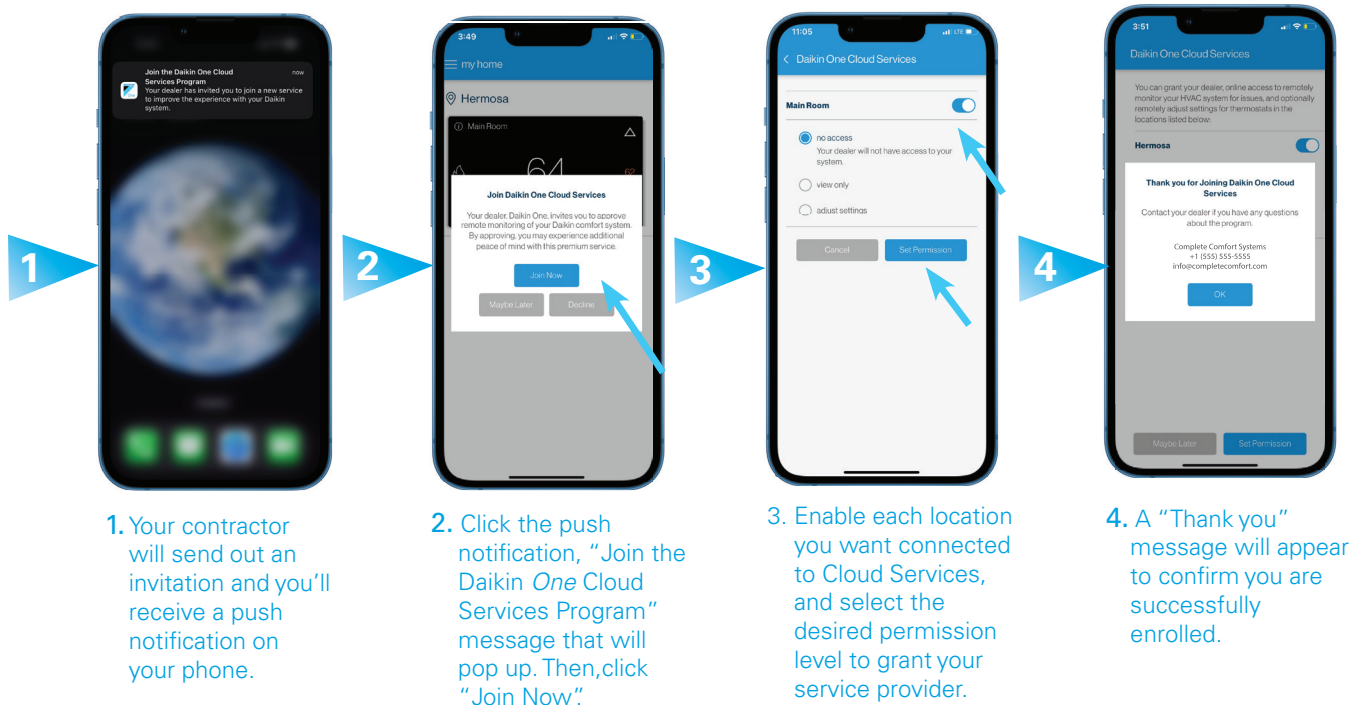 1
Join the Daikin One Cloud
Services Program
now
Your dealer has invited you to join a new service
to improve the experience with your Daikin
system.
1. Your contractor
will send out an
invitation and you’ll
receive a push
notification on
your phone.
2
3:49
my home
Hermosa
Main Room
64
62
Join Daikin One Cloud Services
Your dealer, Daikin One, invites you to approve
remote monitoring of your Daikin comfort system.
By approving, you may experience additional
peace of mind with this premium service.
Join Now
Maybe Later
Decline
2. Click the push
notification, “Join the
Daikin One Cloud
Services Program”
message that will
pop up. Then,click
“Join Now”.
3
11:05
LTE
Daikin One Cloud Services
Main Room
no access
Your dealer will not have access to your
system.
view only
adjust settings
Cancel
Set Permission
3. Enable each location
you want connected
to Cloud Services,
and select the
desired permission
level to grant your
service provider.
4
3:51
Daikin One Cloud Services
You can grant your dealer, online access to remotely
monitor your HVAC system for issues, and optionally
remotely adjust settings for thermostats in the
locations listed below:
Hermosa
Thank you for Joining Daikin One Cloud
Services
Contact your dealer if you have any questions
about the program.
Complete Comfort Systems
+1 (555) 555-5555
info@completecomfort.com
OK
Maybe Later
Set Permission
4. A “Thank you”
message will appear
to confirm you are
successfully
enrolled.